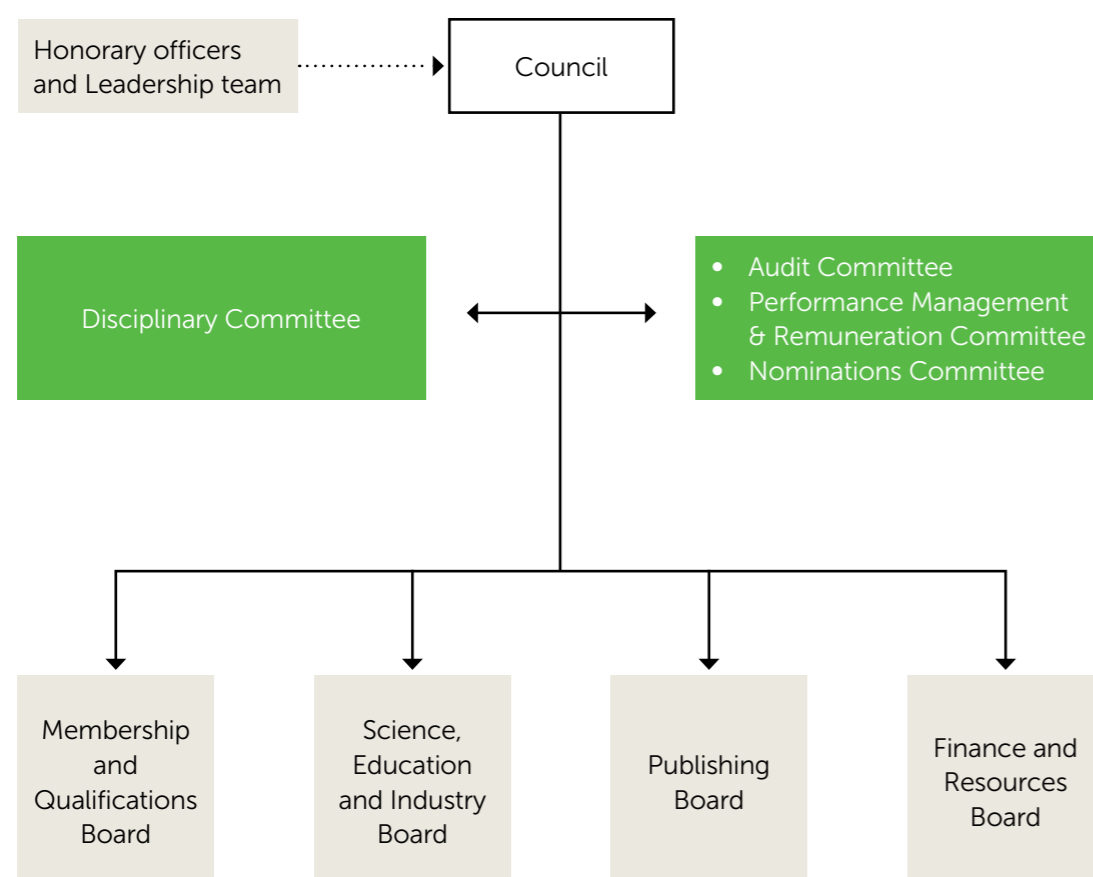 Honorary officers
and Leadership team
Council
Disciplinary Committee
• Audit Committee
• Performance Management
& Remuneration Committee
• Nominations Committee
Membership
and
Qualifications
Board
Science,
Education
and Industry
Board
Publishing
Board
Finance and
Resources
Board